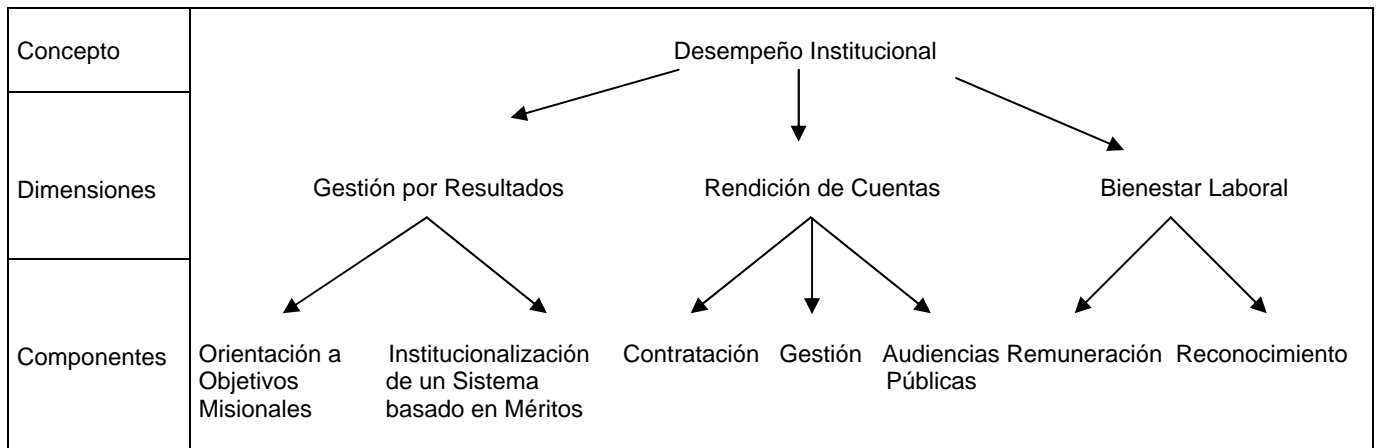 Concepto
Desempeño Institucional
Dimensiones
Gestión por Resultados
Rendición de Cuentas
Bienestar Laboral
Componentes
Orientación a
Objetivos
Misionales
Institucionalización
de un Sistema
basado en Méritos
Contratación
Gestión
Audiencias
Públicas
Remuneración
Reconocimiento